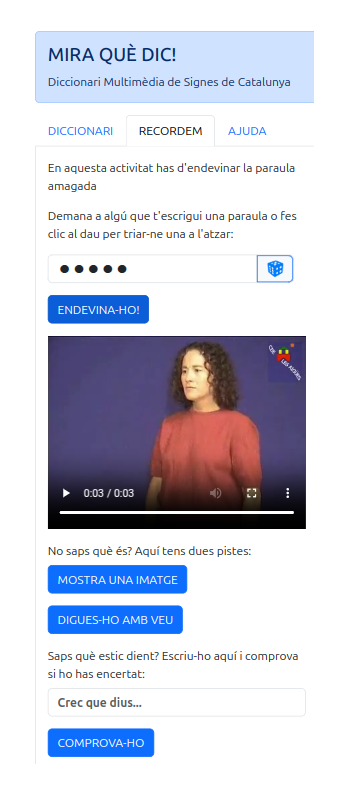 MIRA QUÈ DIC!
Diccionari Multimèdia de Signes de Catalunya
DICCIONARI RECORDEM AJUDA
En aquesta activitat has d'endevinar la paraula
amagada
Demana a algú que t'escrigui una paraula o fes
clic al dau per triar-ne una a l'atzar:
●●●●●
ENDEVINA-HO!
CDE LES AIGÜES
0:03 / 0:03
No saps què és? Aquí tens dues pistes:
MOSTRA UNA IMATGE
DIGUES-HO AMB VEU
Saps què estic dient? Escriu-ho aquí i comprova
si ho has encertat:
Crec que dius...
COMPROVA-HO